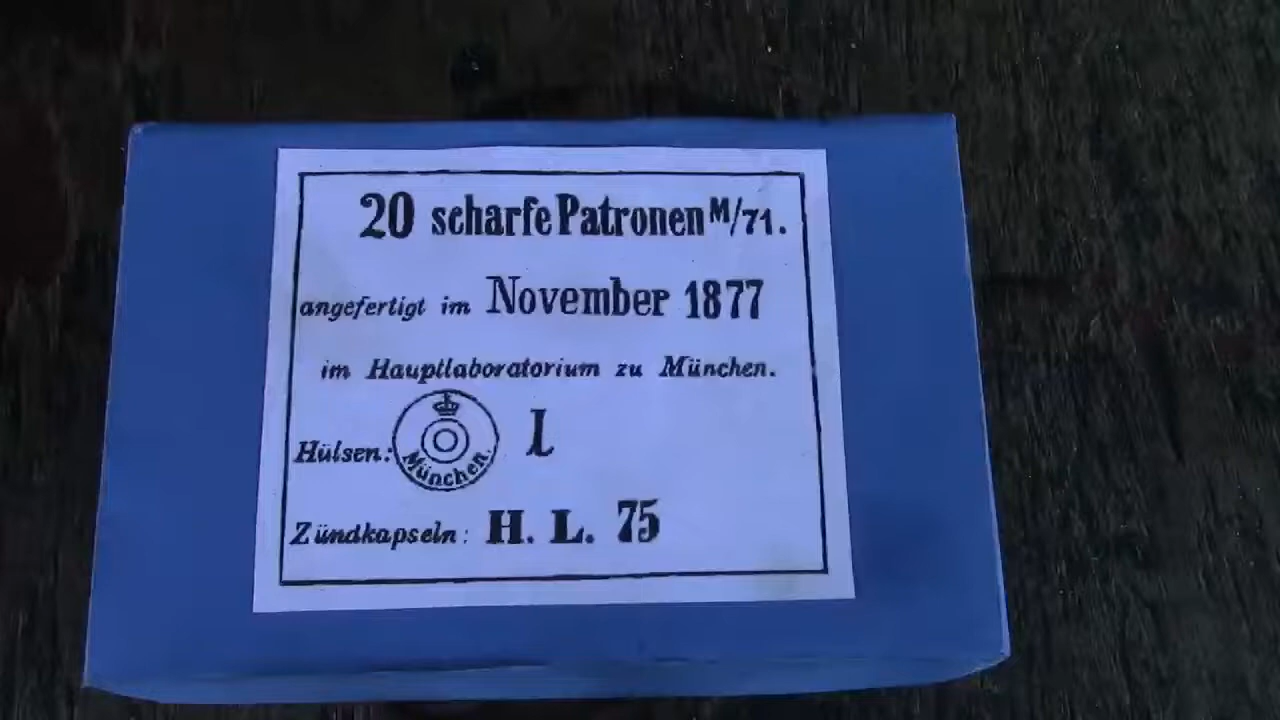 20 scharfe Patronen M/71.
angefertigt im November 1877
im Hauptlaboratorium zu München.
Hülsen: München. l
Zündkapseln: H. L. 75